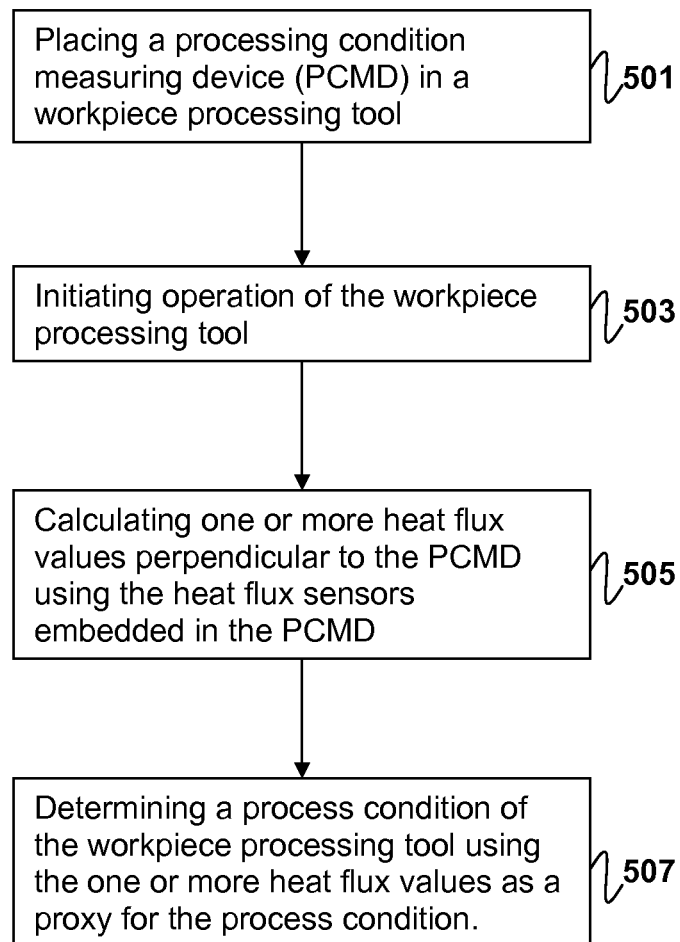 Placing a processing condition
measuring device (PCMD) in a
workpiece processing tool
501
Initiating operation of the workpiece
processing tool
503
Calculating one or more heat flux
values perpendicular to the PCMD
using the heat flux sensors
embedded in the PCMD
505
Determining a process condition of
the workpiece processing tool using
the one or more heat flux values as a
proxy for the process condition.
507